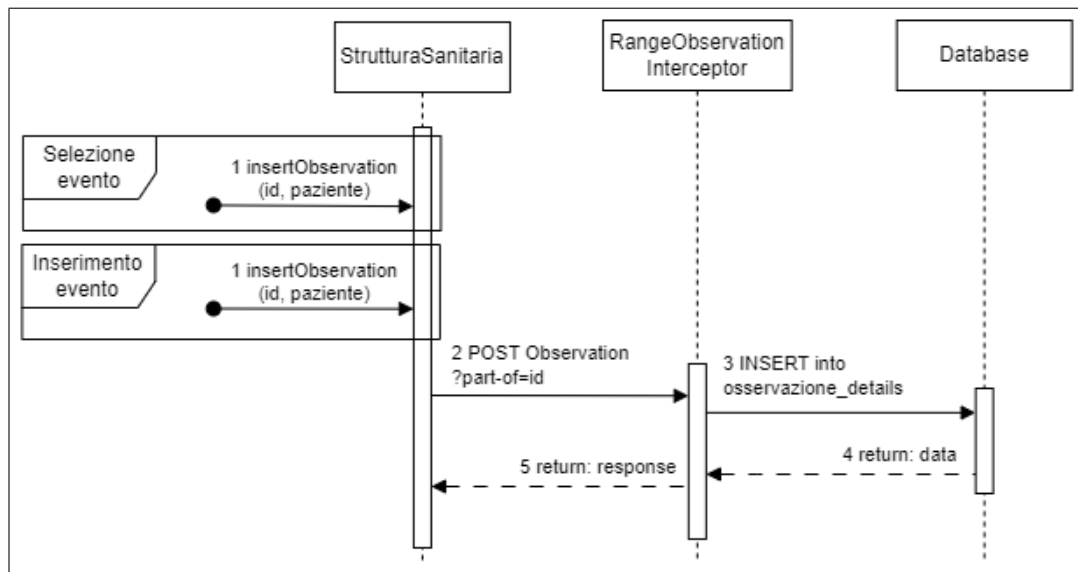 StrutturaSanitaria
RangeObservation
Interceptor
Database
Selezione
evento
1 insertObservation
(id, paziente)
Inserimento
evento
1 insertObservation
(id, paziente)
2 POST Observation
?part-of=id
3 INSERT into
osservazione_details
4 return: data
5 return: response